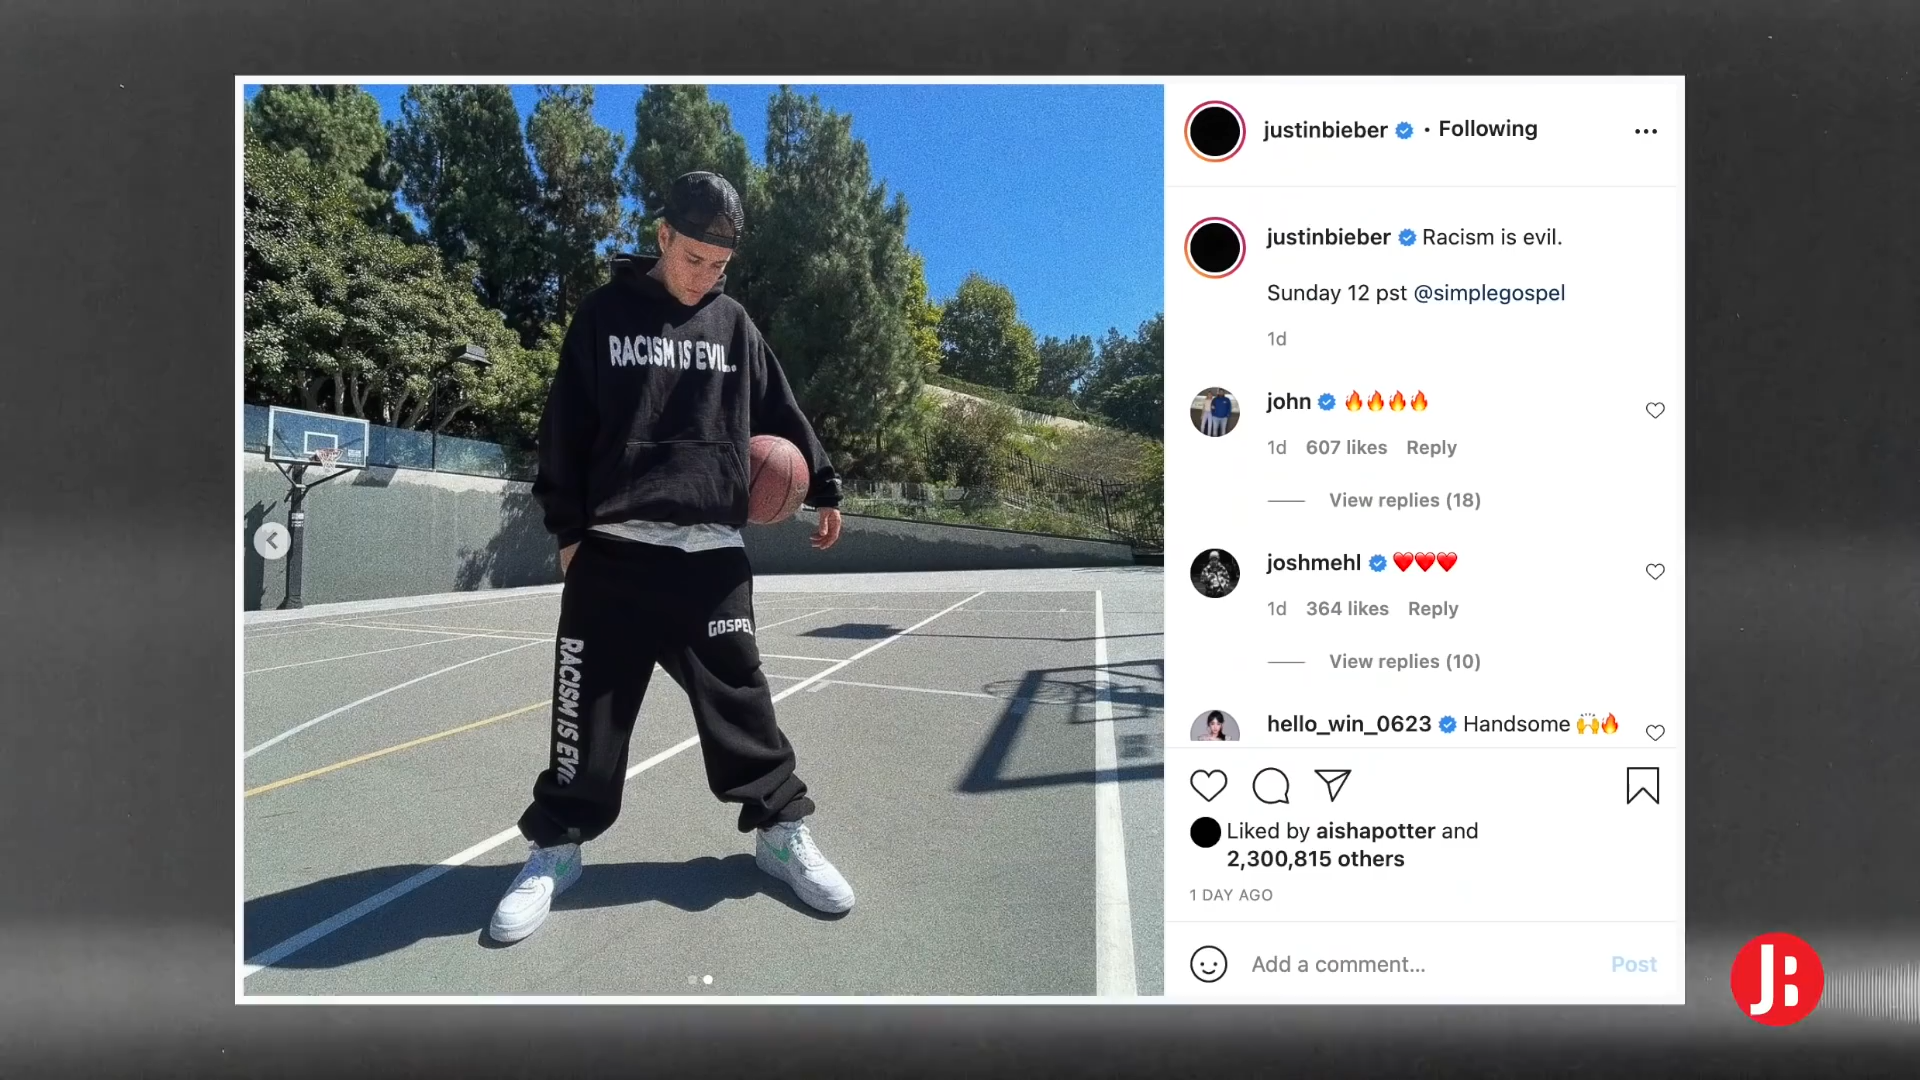 justinbieber • Following
justinbieber Racism is evil.
Sunday 12 pst @simplegospel
1d
john 🔥🔥🔥🔥
1d 607 likes Reply
View replies (18)
joshmehl ❤️❤️❤️
1d 364 likes Reply
View replies (10)
hello_win_0623 Handsome 🙌🔥
Liked by aishapotter and
2,300,815 others
1 DAY AGO
Add a comment... Post
RACISM IS EVIL.
GOSPEL
RACISM IS EVIL.
JB